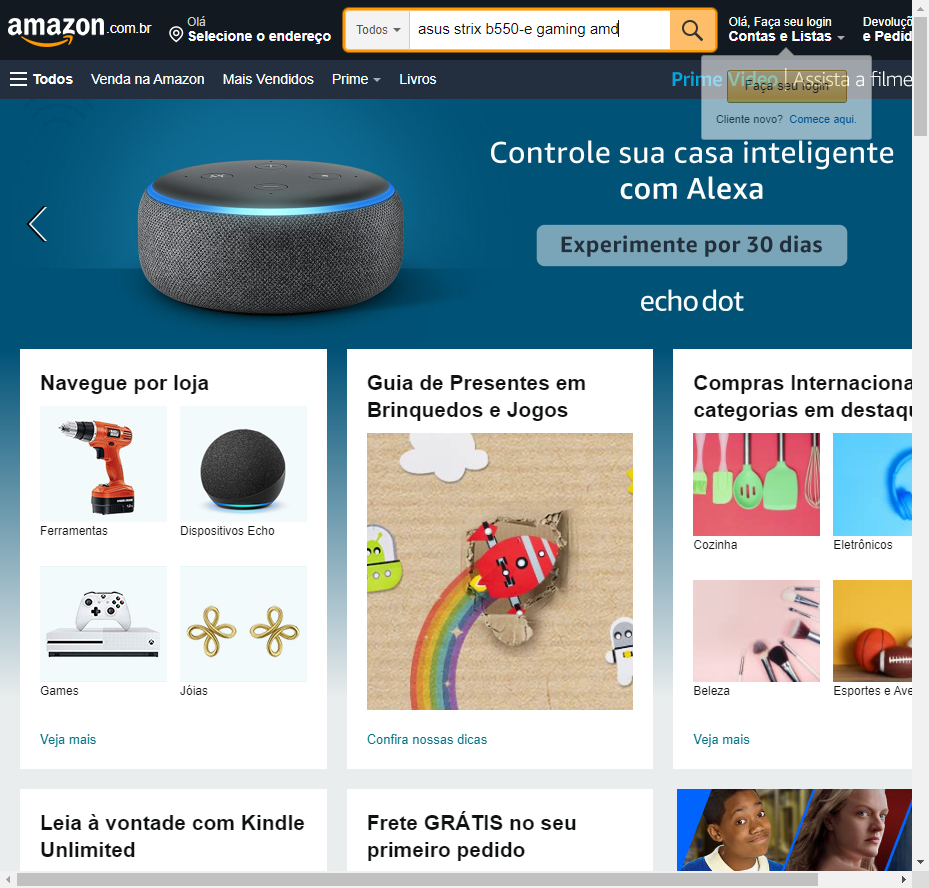 amazon.com.br
Olá
Selecione o endereço
Todos
asus strix b550-e gaming amd
Olá, Faça seu login
Contas e Listas
Devoluçõ
e Pedid
Todos
Venda na Amazon
Mais Vendidos
Prime
Livros
Prime Video | Assista a filme
Faça seu login
Cliente novo? Comece aqui.
Controle sua casa inteligente
com Alexa
Experimente por 30 dias
echo dot
Navegue por loja
Ferramentas
Dispositivos Echo
Games
Jóias
Veja mais
Guia de Presentes em
Brinquedos e Jogos
Confira nossas dicas
Compras Internaciona
categorias em destaqu
Cozinha
Eletrônicos
Beleza
Esportes e Ave
Veja mais
Leia à vontade com Kindle
Unlimited
Frete GRÁTIS no seu
primeiro pedido